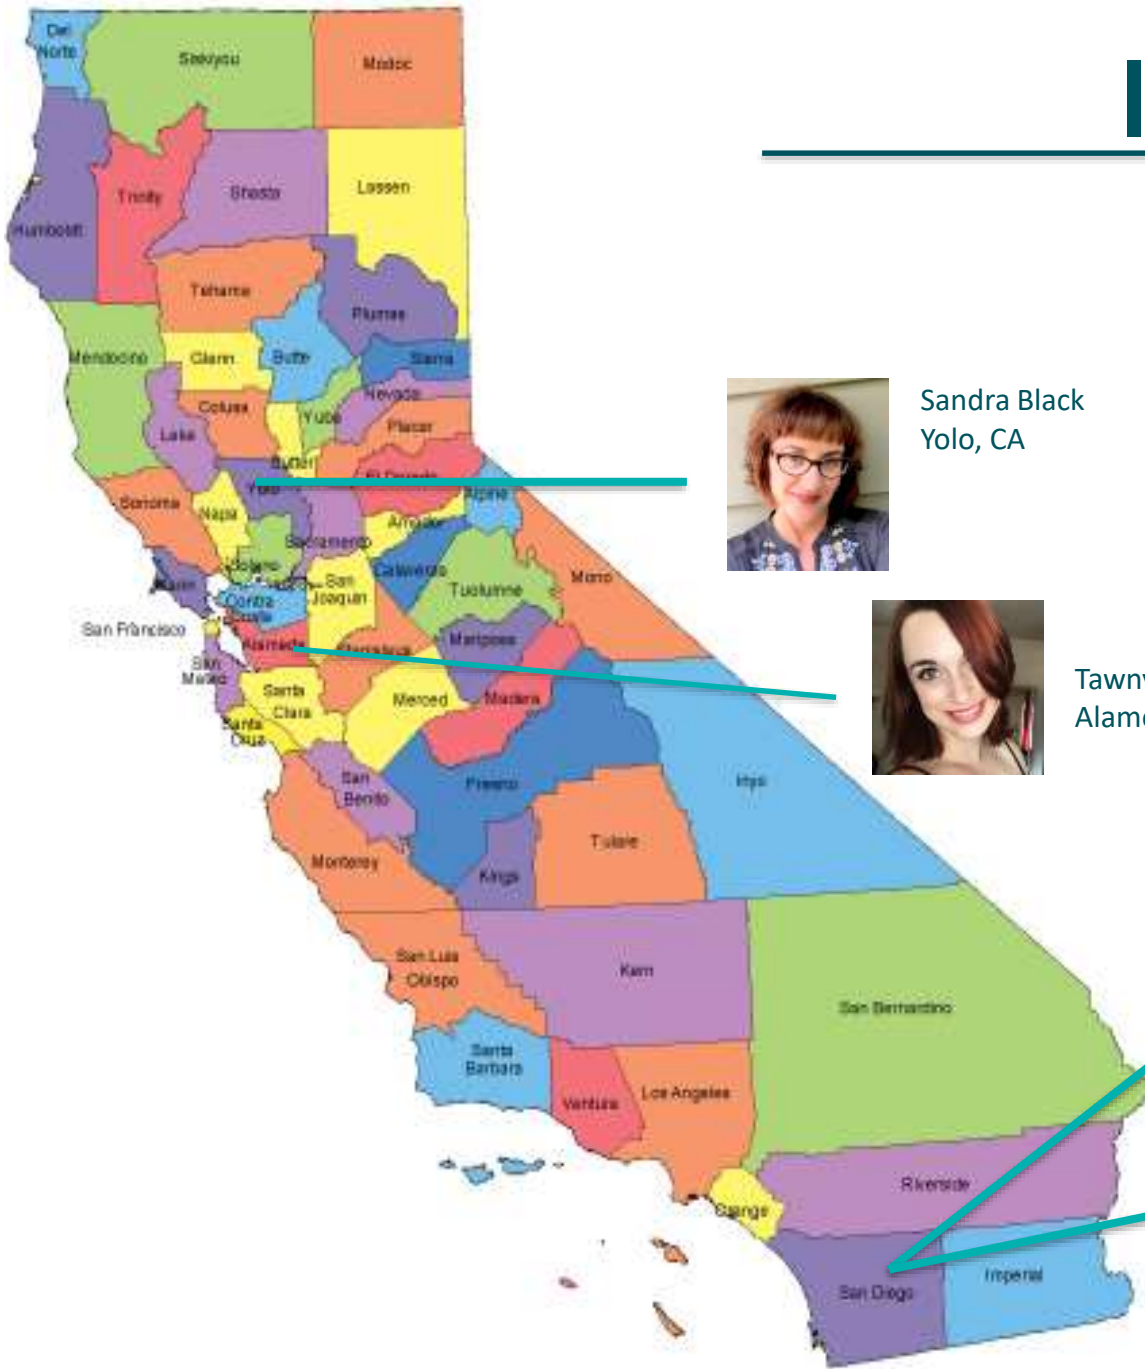 Del
Norte
Siskiyou
Modoc
Humboldt
Trinity
Shasta
Lassen
Tehama
Plumas
Mendocino
Glenn
Butte
Sierra
Lake
Colusa
Yuba
Nevada
Placer
Sutter
Sonoma
Napa
Yolo
El Dorado
Alpine
Sacramento
Amador
Solano
Marin
Contra
Costa
San
Joaquin
Calaveras
Tuolumne
Mono
San Francisco
Alameda
Stanislaus
Mariposa
San
Mateo
Santa
Clara
Merced
Madera
Santa
Cruz
San
Benito
Fresno
Inyo
Monterey
Kings
Tulare
San Luis
Obispo
Kern
San Bernardino
Santa
Barbara
Ventura
Los Angeles
Orange
Riverside
San Diego
Imperial
Sandra Black
Yolo, CA